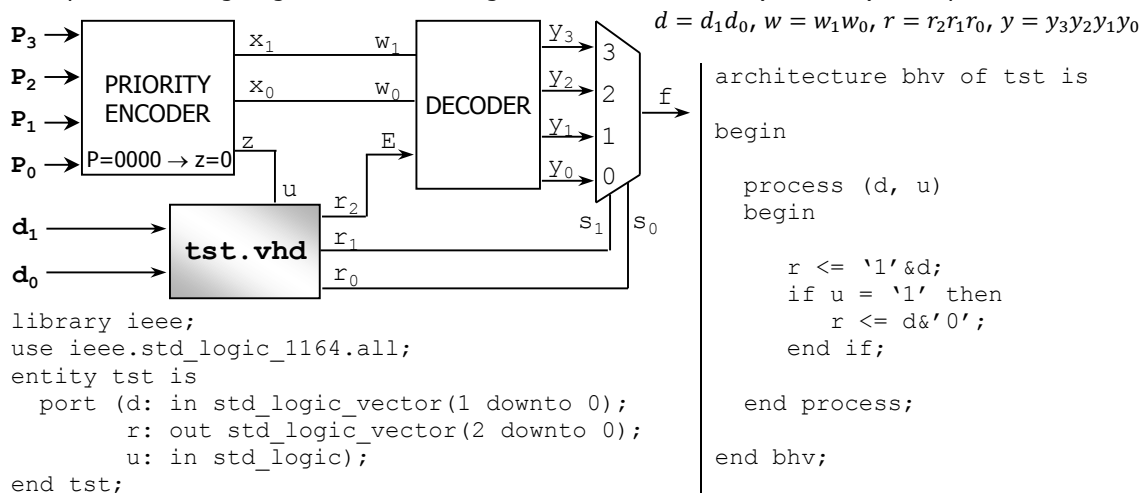 d = d₁d₀, w = w₁w₀, r = r₂r₁r₀, y = y₃y₂y₁y₀
P₃
P₂
P₁
P₀
PRIORITY
ENCODER
P=0000 → z=0
x₁
x₀
z
u
w₁
w₀
E
DECODER
y₃
y₂
y₁
y₀
3
2
1
0
f
s₁
s₀
d₁
d₀
tst.vhd
r₂
r₁
r₀
library ieee;
use ieee.std_logic_1164.all;
entity tst is
port (d: in std_logic_vector(1 downto 0);
r: out std_logic_vector(2 downto 0);
u: in std_logic);
end tst;
architecture bhv of tst is
begin
process (d, u)
begin
r <= ‘1’&d;
if u = ‘1’ then
r <= d&’0’;
end if;
end process;
end bhv;